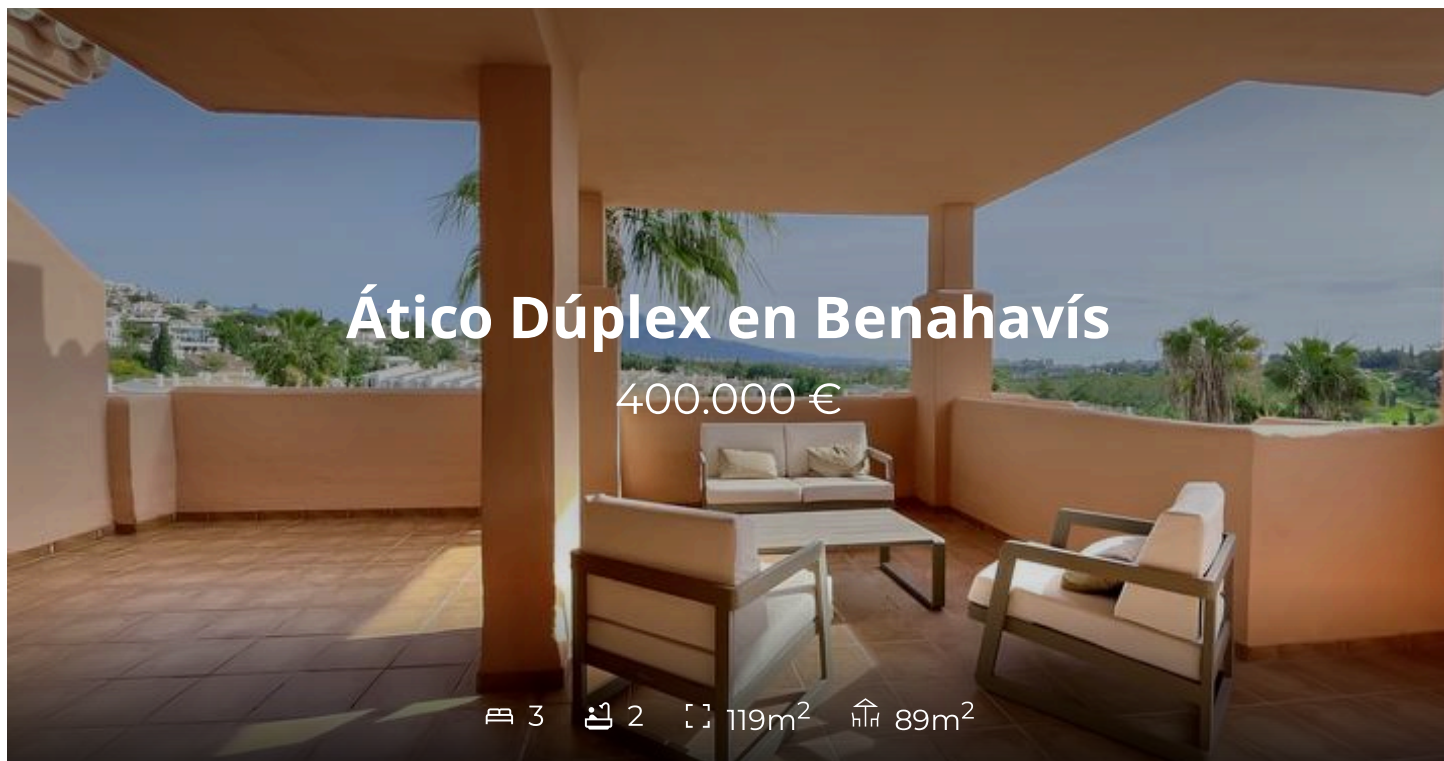 Ático Dúplex en Benahavís
400.000 €
3 2 119m² 89m²